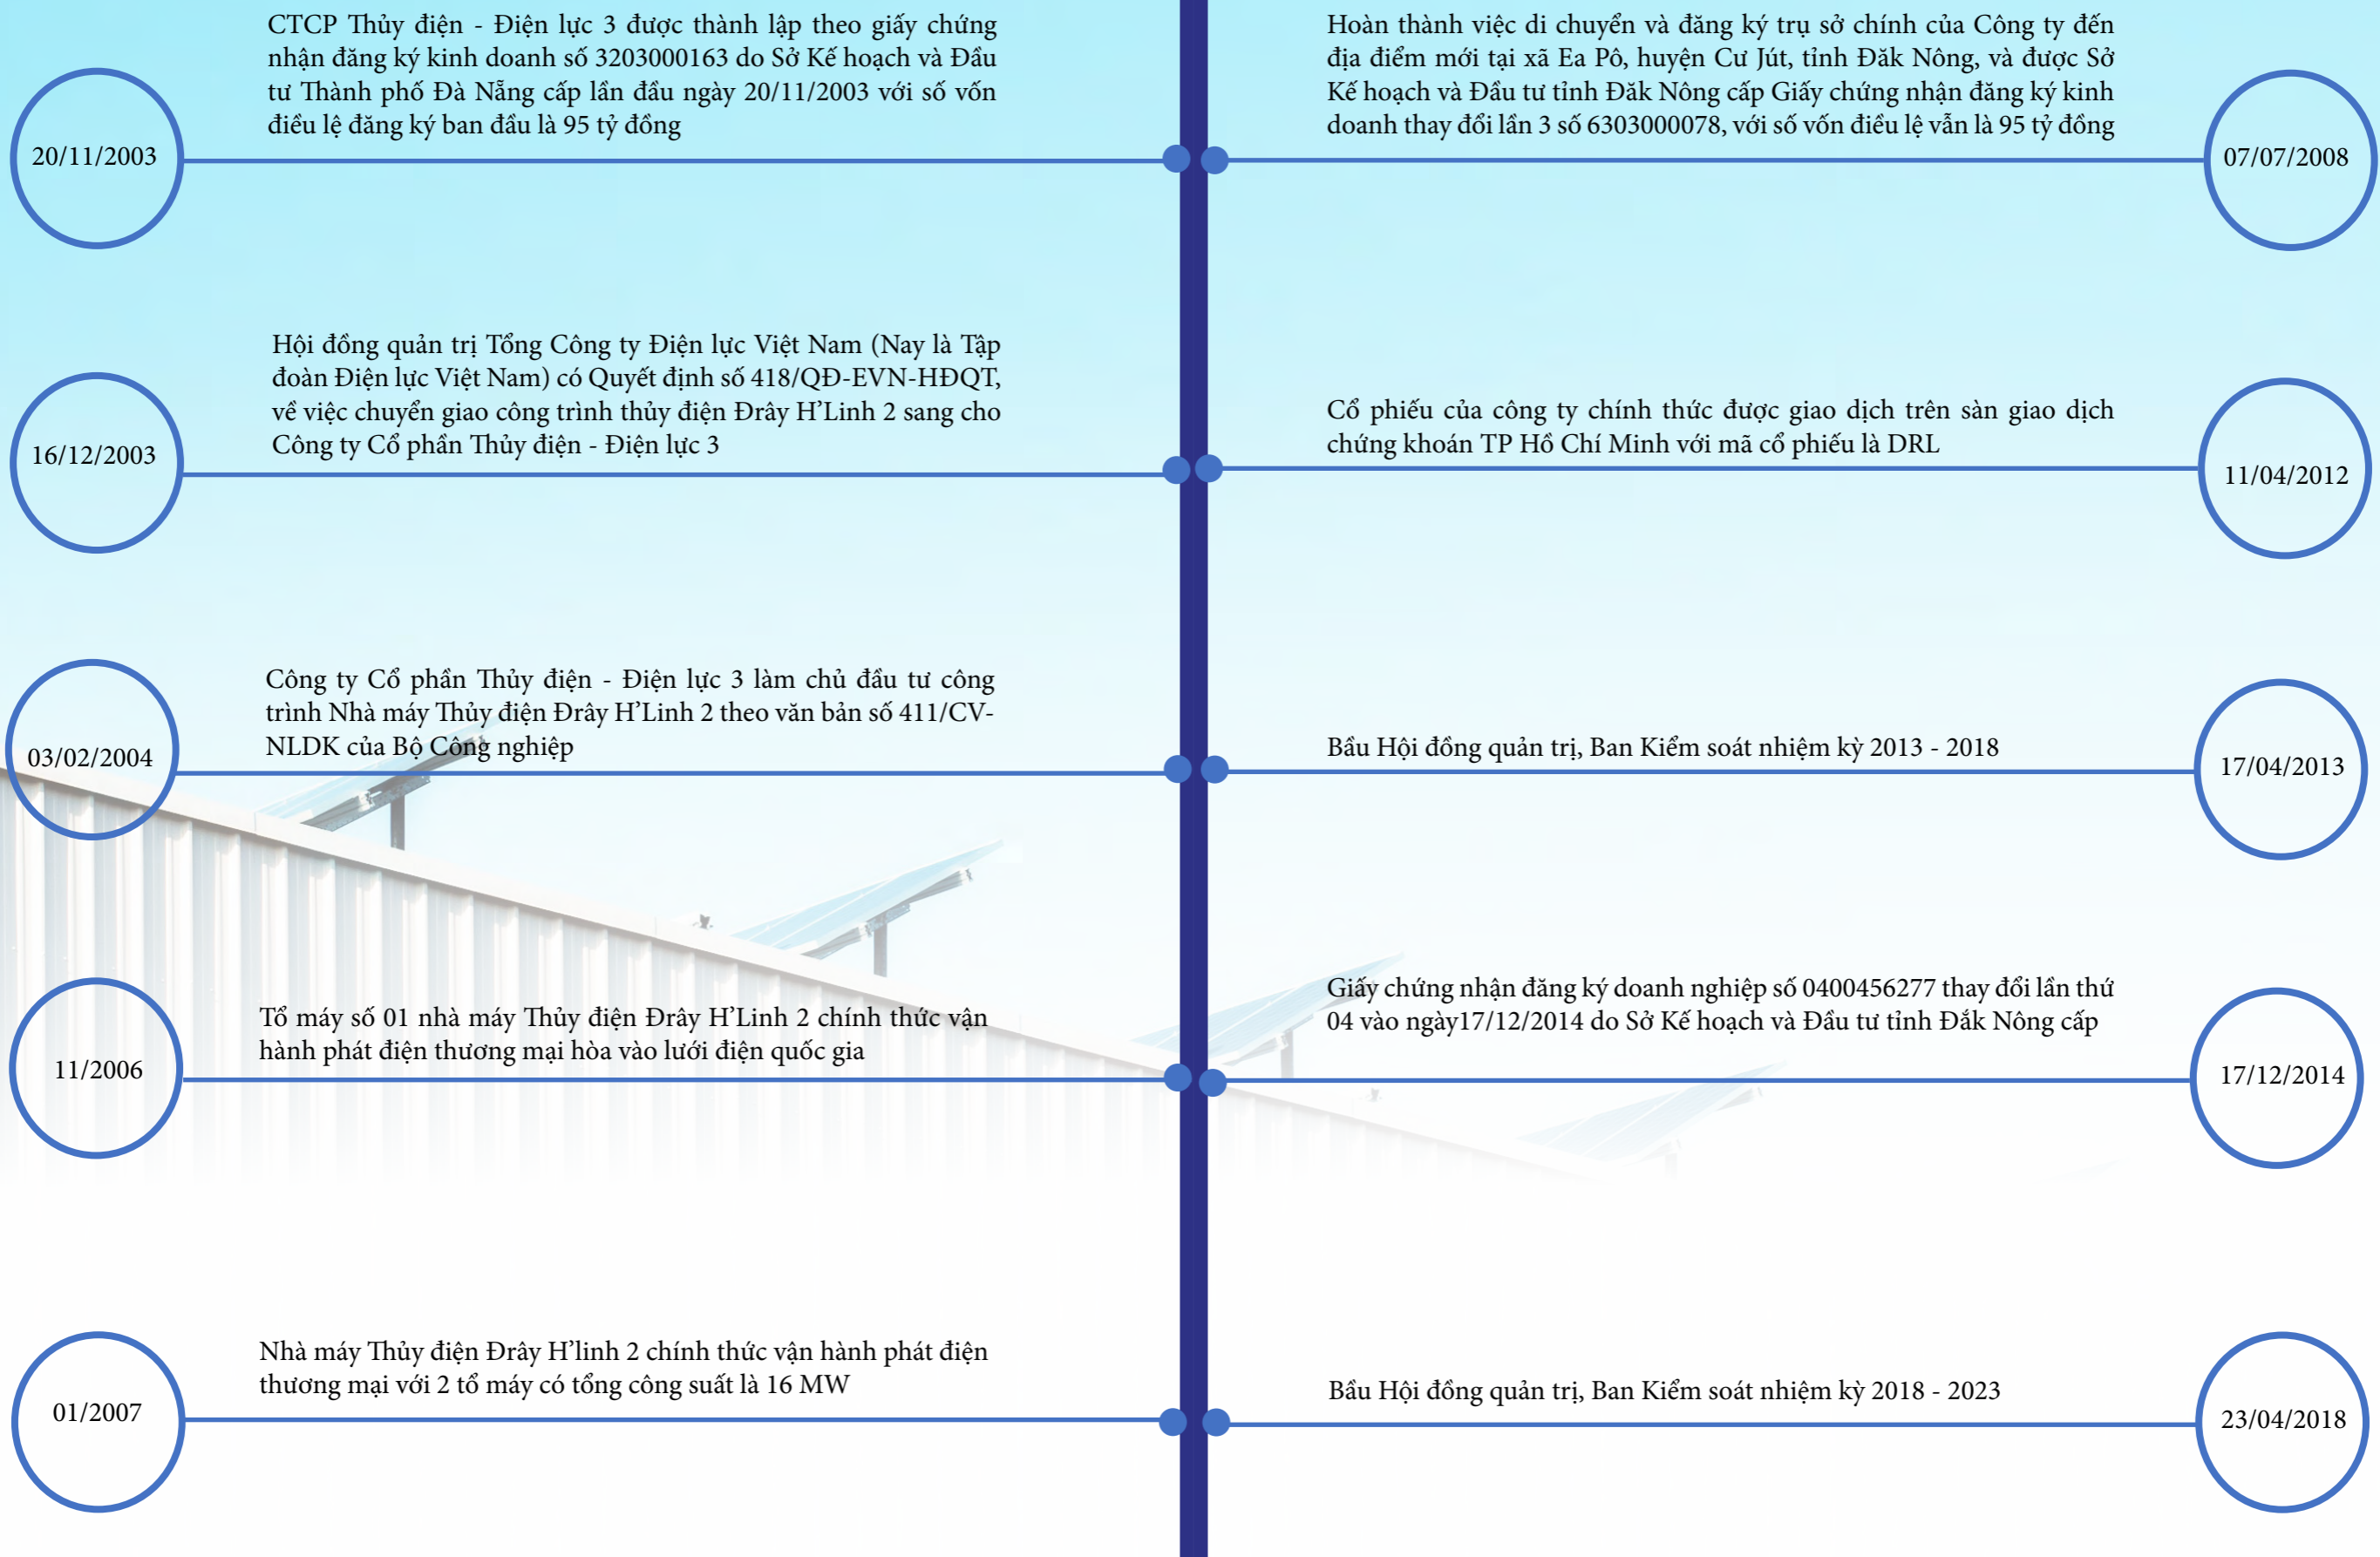 CTCP Thủy điện - Điện lực 3 được thành lập theo giấy chứng
nhận đăng ký kinh doanh số 3203000163 do Sở Kế hoạch và Đầu
tư Thành phố Đà Nẵng cấp lần đầu ngày 20/11/2003 với số vốn
điều lệ đăng ký ban đầu là 95 tỷ đồng
20/11/2003
Hội đồng quản trị Tổng Công ty Điện lực Việt Nam (Nay là Tập
đoàn Điện lực Việt Nam) có Quyết định số 418/QĐ-EVN-HĐQT,
về việc chuyển giao công trình thủy điện Đrây H’Linh 2 sang cho
Công ty Cổ phần Thủy điện - Điện lực 3
16/12/2003
Công ty Cổ phần Thủy điện - Điện lực 3 làm chủ đầu tư công
trình Nhà máy Thủy điện Đrây H’Linh 2 theo văn bản số 411/CV-
NLDK của Bộ Công nghiệp
03/02/2004
Tổ máy số 01 nhà máy Thủy điện Đrây H’Linh 2 chính thức vận
hành phát điện thương mại hòa vào lưới điện quốc gia
11/2006
Nhà máy Thủy điện Đrây H’linh 2 chính thức vận hành phát điện
thương mại với 2 tổ máy có tổng công suất là 16 MW
01/2007
Hoàn thành việc di chuyển và đăng ký trụ sở chính của Công ty đến
địa điểm mới tại xã Ea Pô, huyện Cư Jút, tỉnh Đăk Nông, và được Sở
Kế hoạch và Đầu tư tỉnh Đăk Nông cấp Giấy chứng nhận đăng ký kinh
doanh thay đổi lần 3 số 6303000078, với số vốn điều lệ vẫn là 95 tỷ đồng
07/07/2008
Cổ phiếu của công ty chính thức được giao dịch trên sàn giao dịch
chứng khoán TP Hồ Chí Minh với mã cổ phiếu là DRL
11/04/2012
Bầu Hội đồng quản trị, Ban Kiểm soát nhiệm kỳ 2013 - 2018
17/04/2013
Giấy chứng nhận đăng ký doanh nghiệp số 0400456277 thay đổi lần thứ
04 vào ngày17/12/2014 do Sở Kế hoạch và Đầu tư tỉnh Đắk Nông cấp
17/12/2014
Bầu Hội đồng quản trị, Ban Kiểm soát nhiệm kỳ 2018 - 2023
23/04/2018